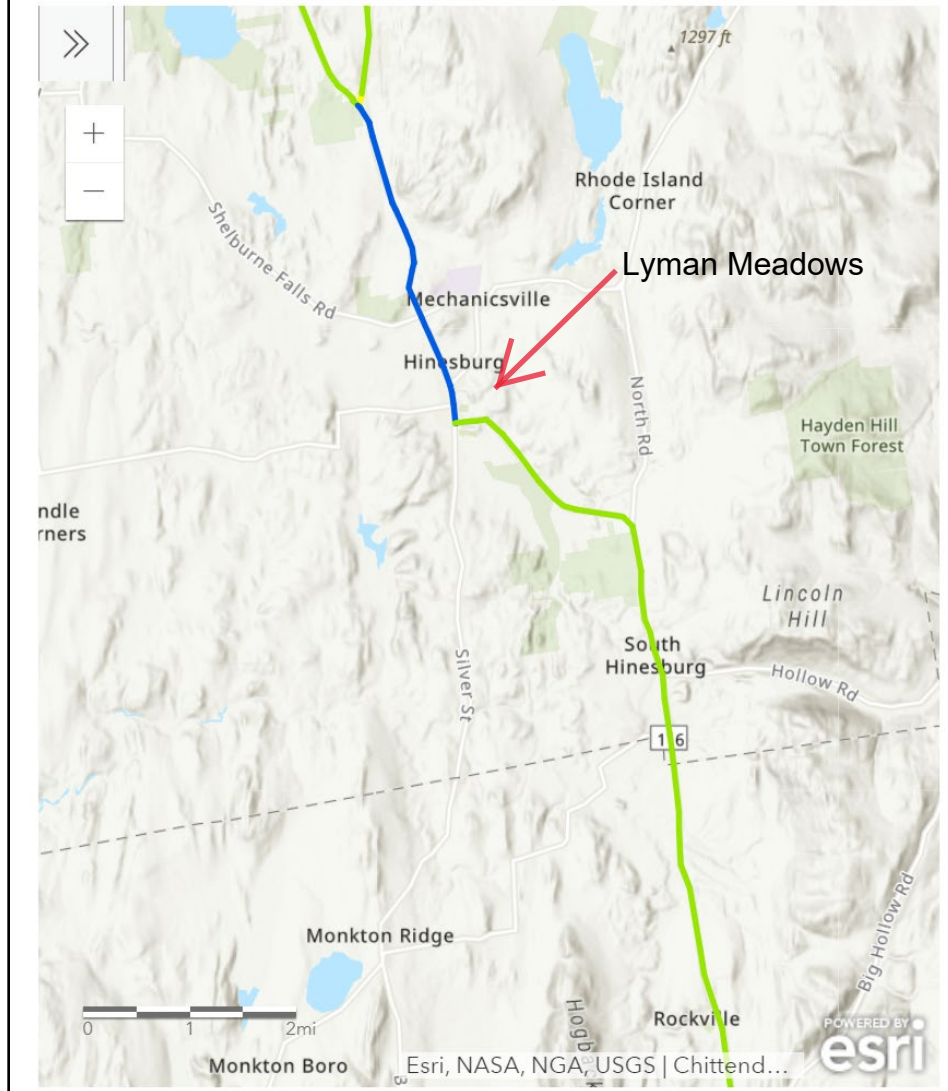 1297 ft
Rhode Island
Corner
Shelburne Falls Rd
Lyman Meadows
Mechanicsville
Hinesburg
North Rd
Hayden Hill
Town Forest
ndle
rners
Lincoln
Hill
South
Hinesburg
Hollow Rd
Silver St
116
Monkton Ridge
Big Hollow Rd
0 1 2mi
Rockville
Hogback
POWERED BY
esri
Monkton Boro
Esri, NASA, NGA, USGS | Chittend...